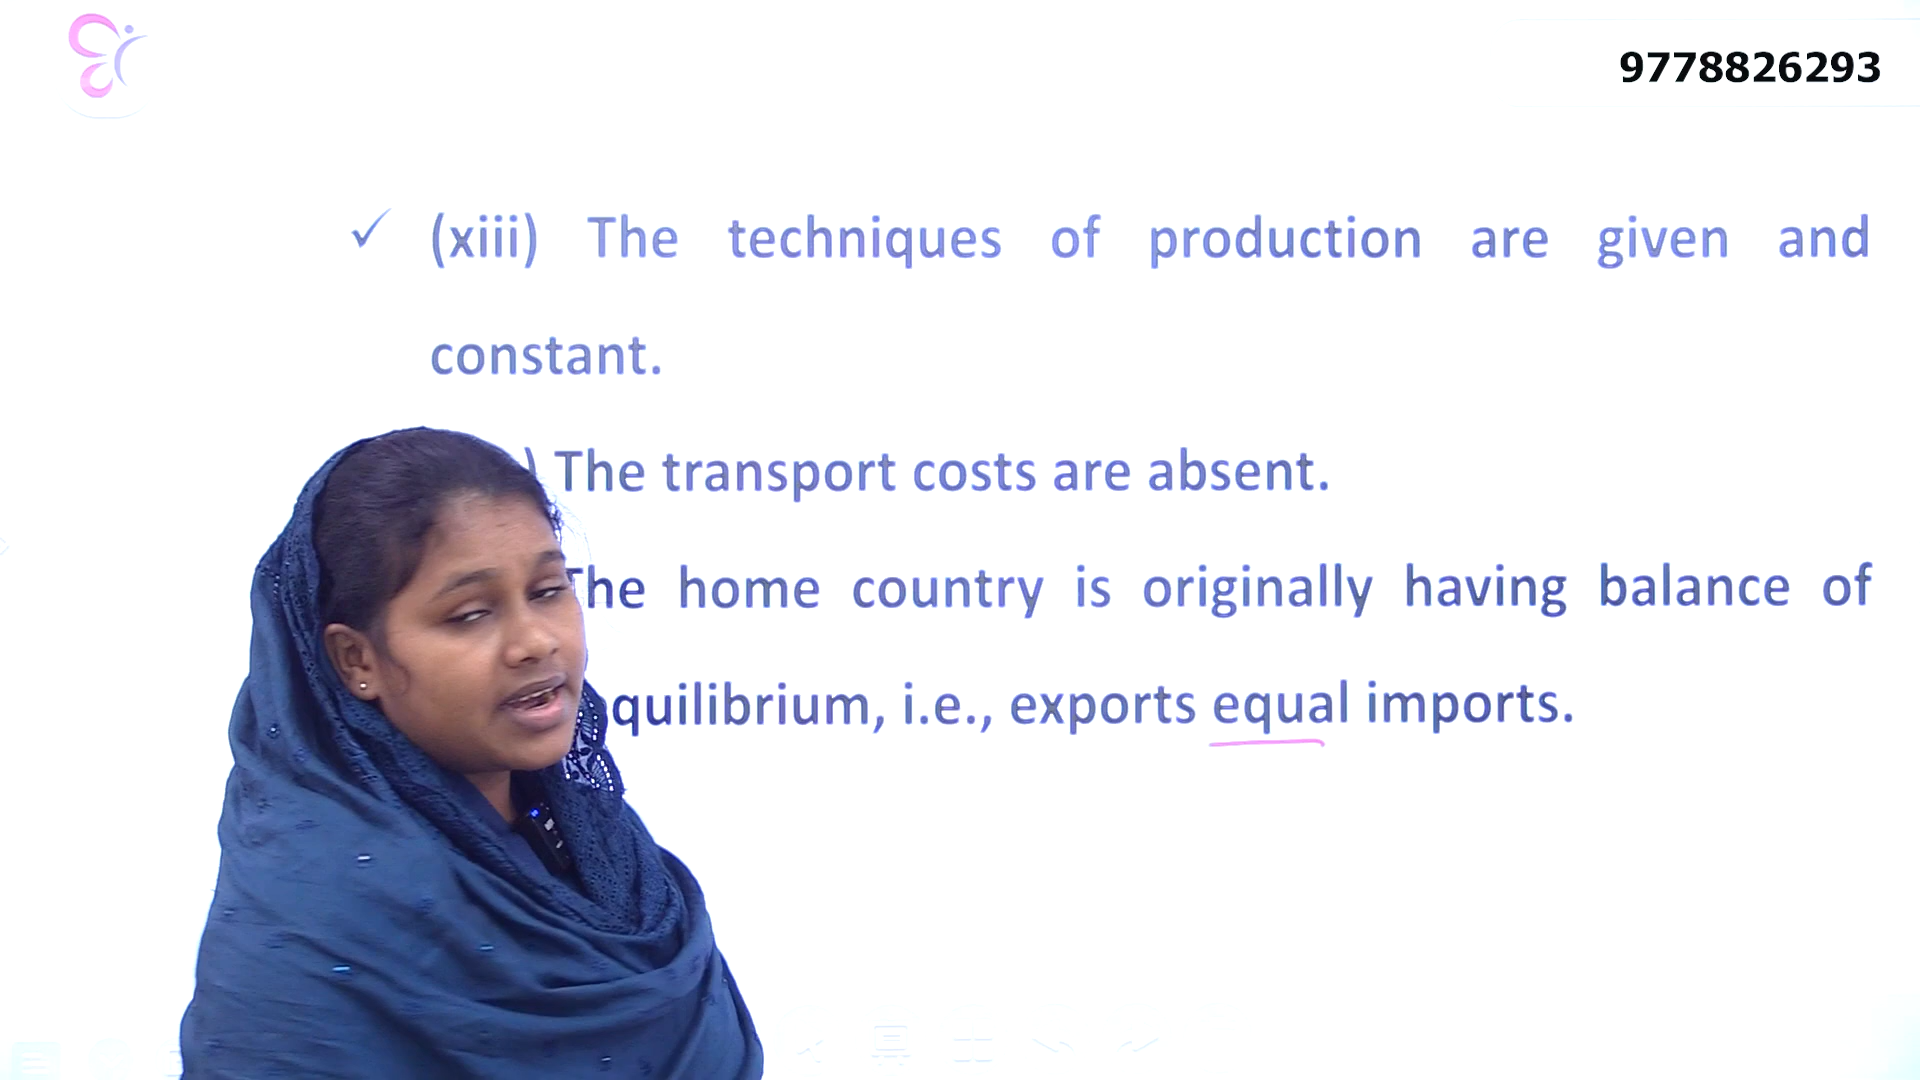 9778826293
✓ (xiii) The techniques of production are given and
constant.
) The transport costs are absent.
The home country is originally having balance of
quilibrium, i.e., exports equal imports.